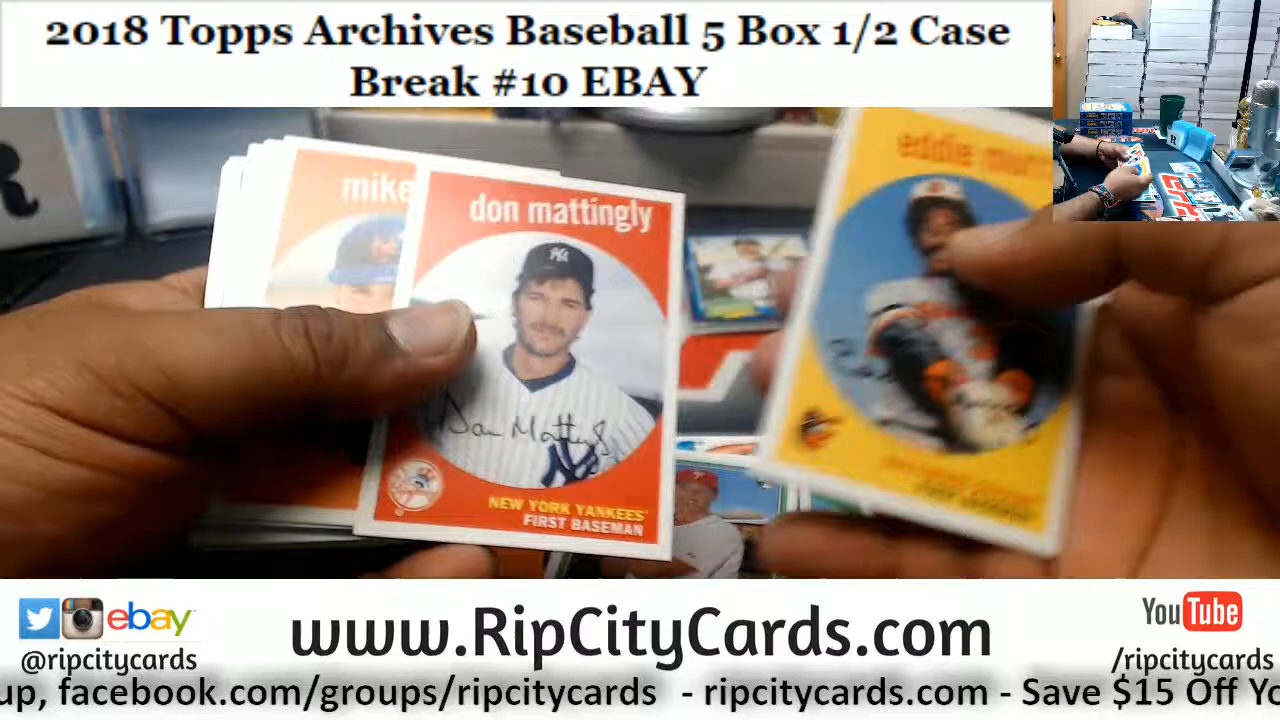 2018 Topps Archives Baseball 5 Box 1/2 Case
Break #10 EBAY
mike
don mattingly
eddie
Don Mattingly
NEW YORK YANKEES'
FIRST BASEMAN
ebay
@ripcitycards
www.RipCityCards.com
YouTube
/ripcitycards
up, facebook.com/groups/ripcitycards - ripcitycards.com - Save $15 Off Yo